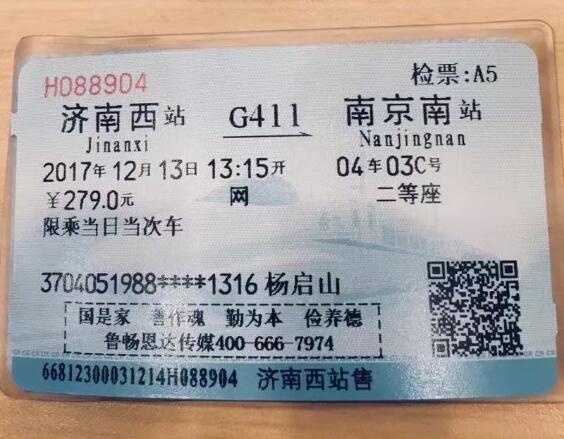 H088904 检票:A5
济南西站 G411 南京南站
Jinanxi Nanjingnan
2017年12月13日 13:15开 04车03C号
￥279.0元 网 二等座
限乘当日当次车
3704051988****1316 杨启山
国是家 善作魂 勤为本 俭养德
鲁畅恩达传媒400-666-7974
66812300031214H088904 济南西站售